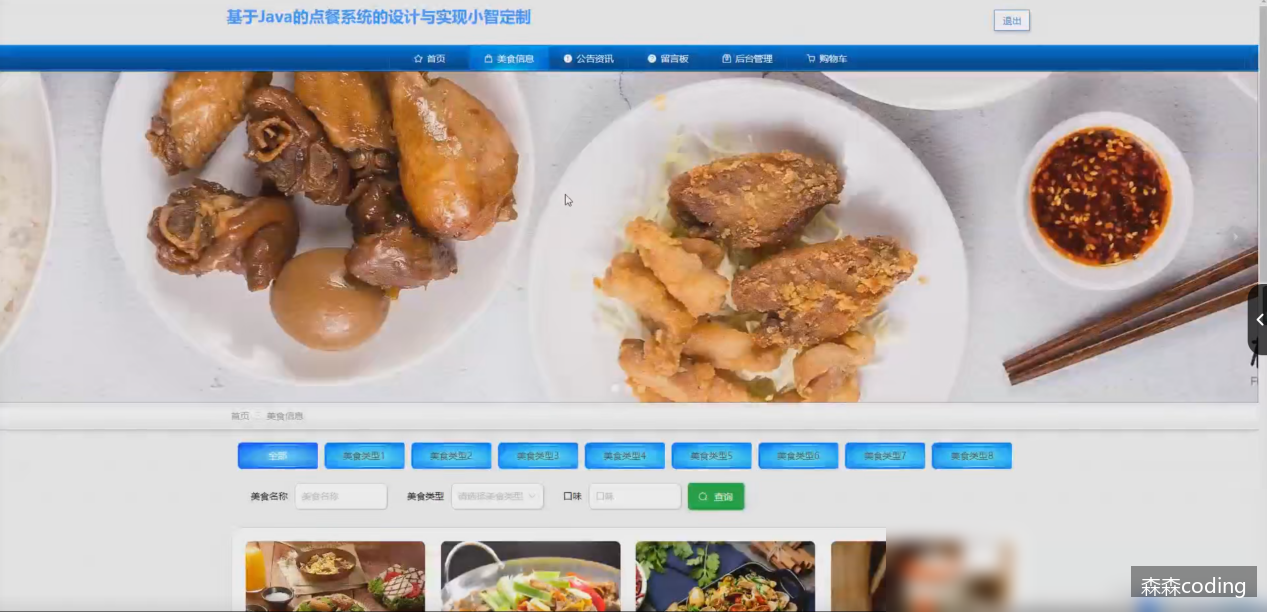 基于Java的点餐系统的设计与实现小智定制
退出
首页 美食信息 公告资讯 留言板 后台管理 购物车
首页 美食信息
全部 美食类型1 美食类型2 美食类型3 美食类型4 美食类型5 美食类型6 美食类型7 美食类型8
美食名称 美食名称 美食类型 请选择美食类型 口味 口味 查询
森森coding